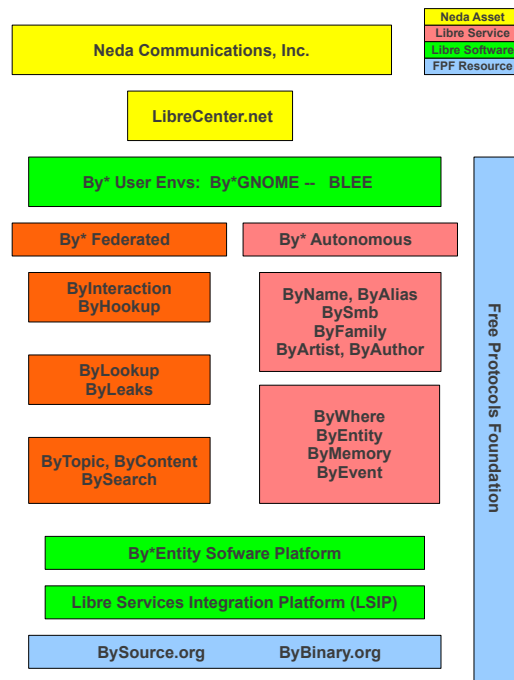 Neda Asset
Libre Service
Libre Software
FPF Resource
Neda Communications, Inc.
LibreCenter.net
By* User Envs: By*GNOME -- BLEE
By* Federated
By* Autonomous
ByInteraction
ByHookup
ByName, ByAlias
BySmb
ByFamily
ByArtist, ByAuthor
ByLookup
ByLeaks
ByWhere
ByEntity
ByMemory
ByEvent
ByTopic, ByContent
BySearch
By*Entity Sofware Platform
Libre Services Integration Platform (LSIP)
BySource.org ByBinary.org
Free Protocols Foundation